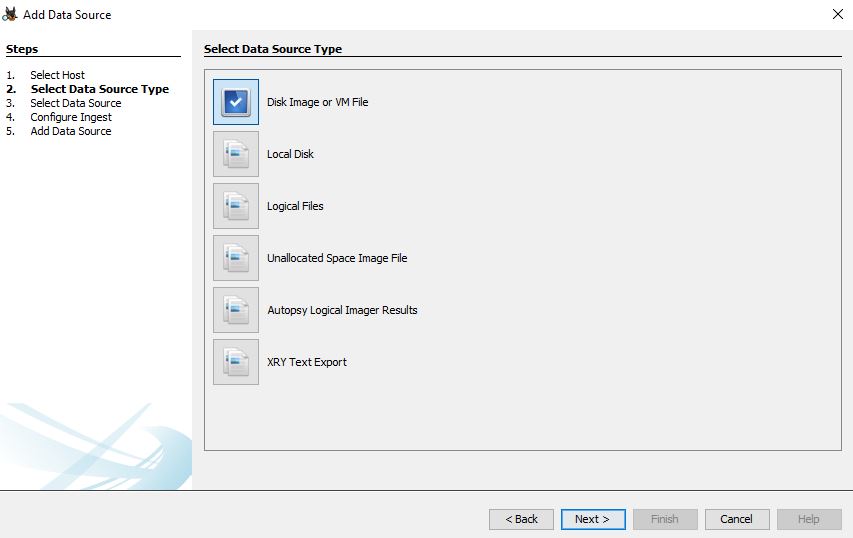 Add Data Source
Steps
1. Select Host
2. Select Data Source Type
3. Select Data Source
4. Configure Ingest
5. Add Data Source
Select Data Source Type
Disk Image or VM File
Local Disk
Logical Files
Unallocated Space Image File
Autopsy Logical Imager Results
XRY Text Export
< Back
Next >
Finish
Cancel
Help